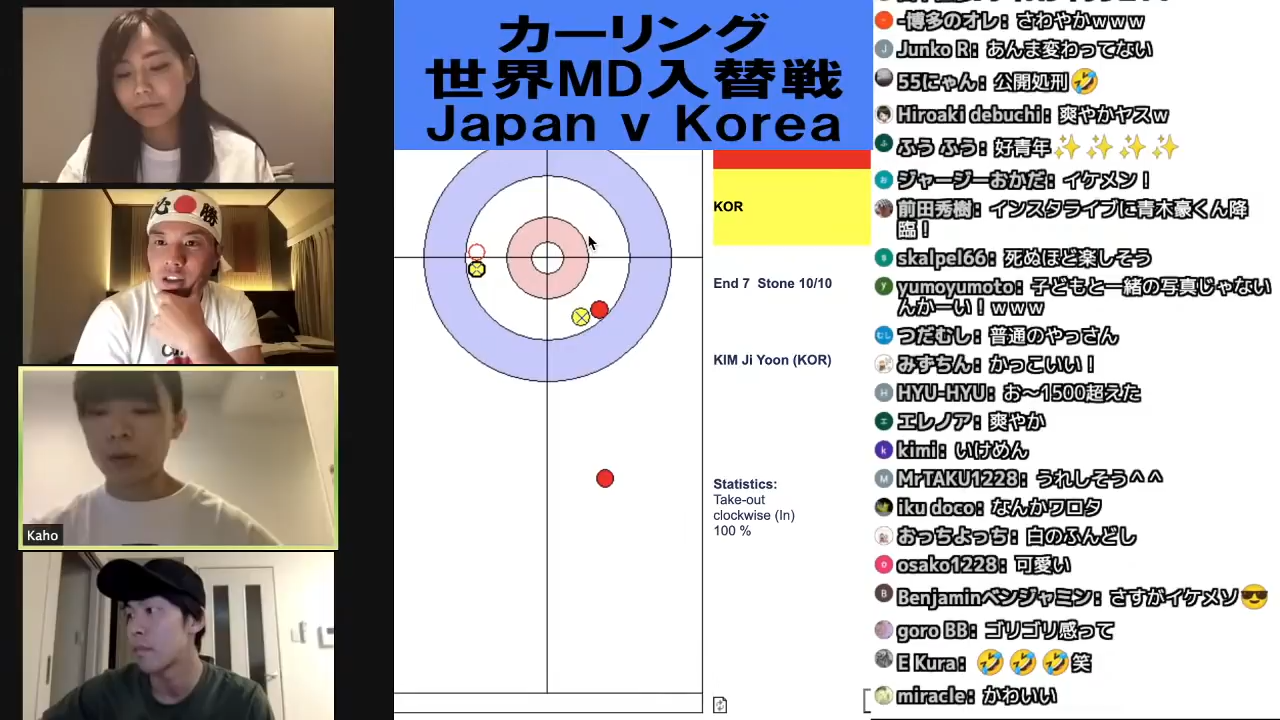 カーリング
世界MD入替戦
Japan v Korea
必 勝
Kaho
KOR
End 7 Stone 10/10
KIM Ji Yoon (KOR)
Statistics:
Take-out
clockwise (In)
100 %
-博多のオレ: さわやかｗｗｗ
Junko R: あんま変わってない
55にゃん: 公開処刑🤣
Hiroaki debuchi: 爽やかヤスｗ
ふう ふう: 好青年✨ ✨ ✨ ✨
ジャージーおかだ: イケメン！
前田秀樹: インスタライブに青木豪くん降
臨！
skalpel66: 死ぬほど楽しそう
yumoyumoto: 子どもと一緒の写真じゃない
んかーい！ｗｗｗ
つだむし: 普通のやっさん
みずちん: かっこいい！
HYU-HYU: お～1500超えた
エレノア: 爽やか
kimi: いけめん
MrTAKU1228: うれしそう^ ^
iku doco: なんかワロタ
おっちよっち: 白のふんどし
osako1228: 可愛い
Benjaminベンジャミン: さすがイケメソ😎
goro BB: ゴリゴリ感って
E Kura: 🤣 🤣 🤣笑
miracle: かわいい